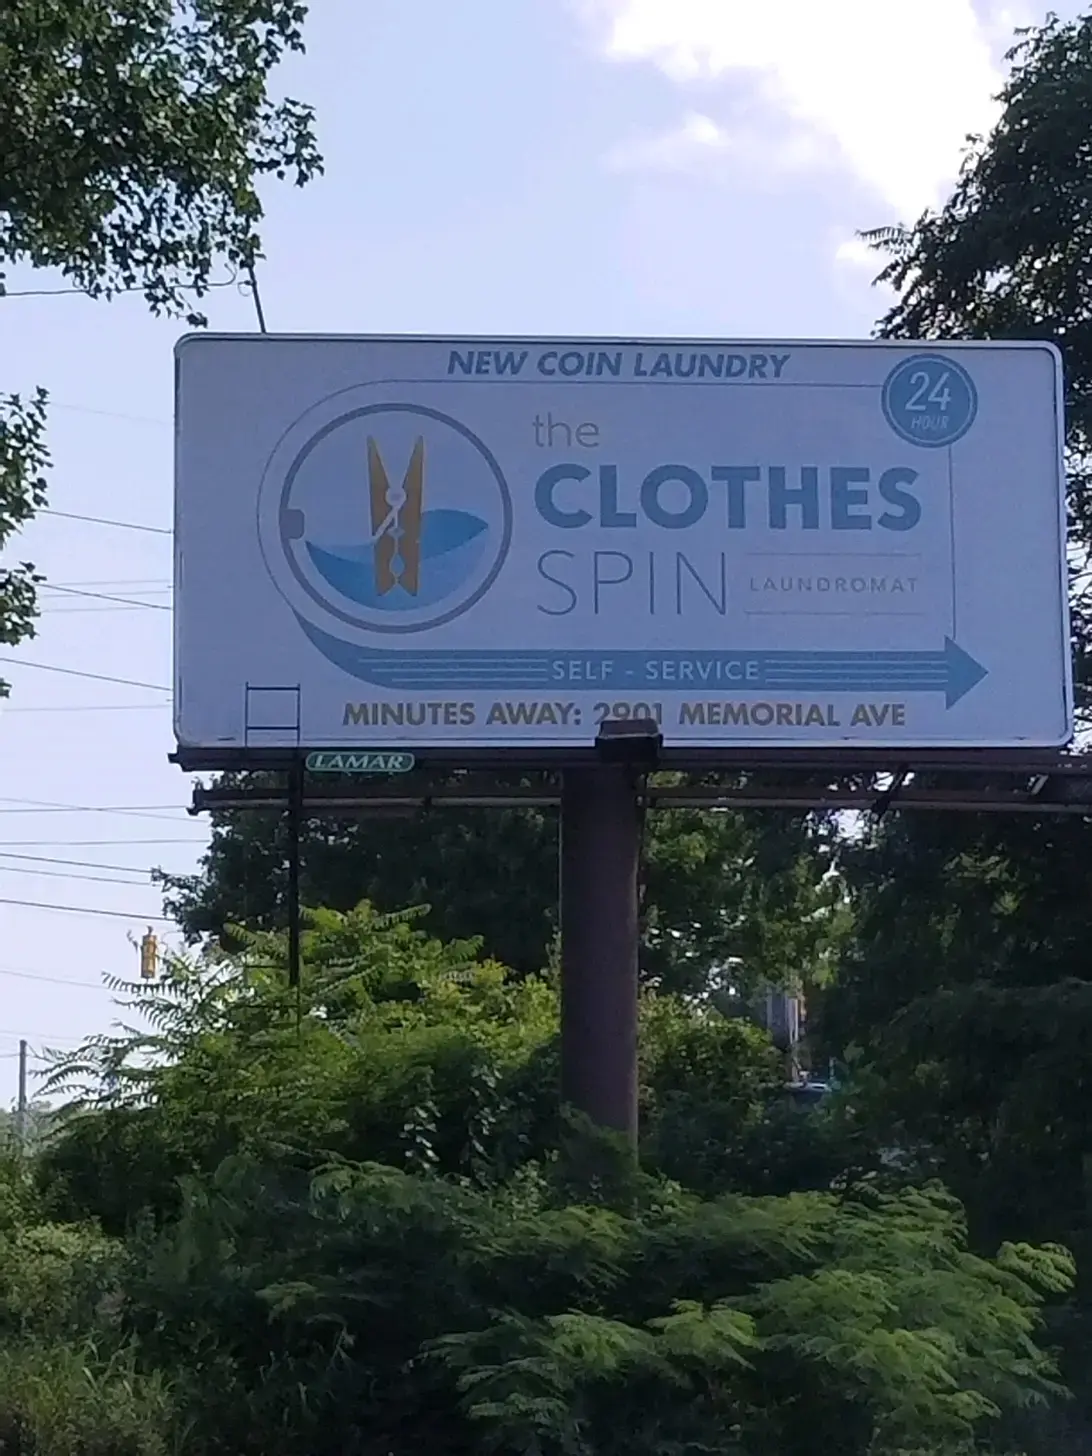 NEW COIN LAUNDRY
24
HOUR
the
CLOTHES
SPIN
LAUNDROMAT
SELF - SERVICE
MINUTES AWAY: 2901 MEMORIAL AVE
LAMAR